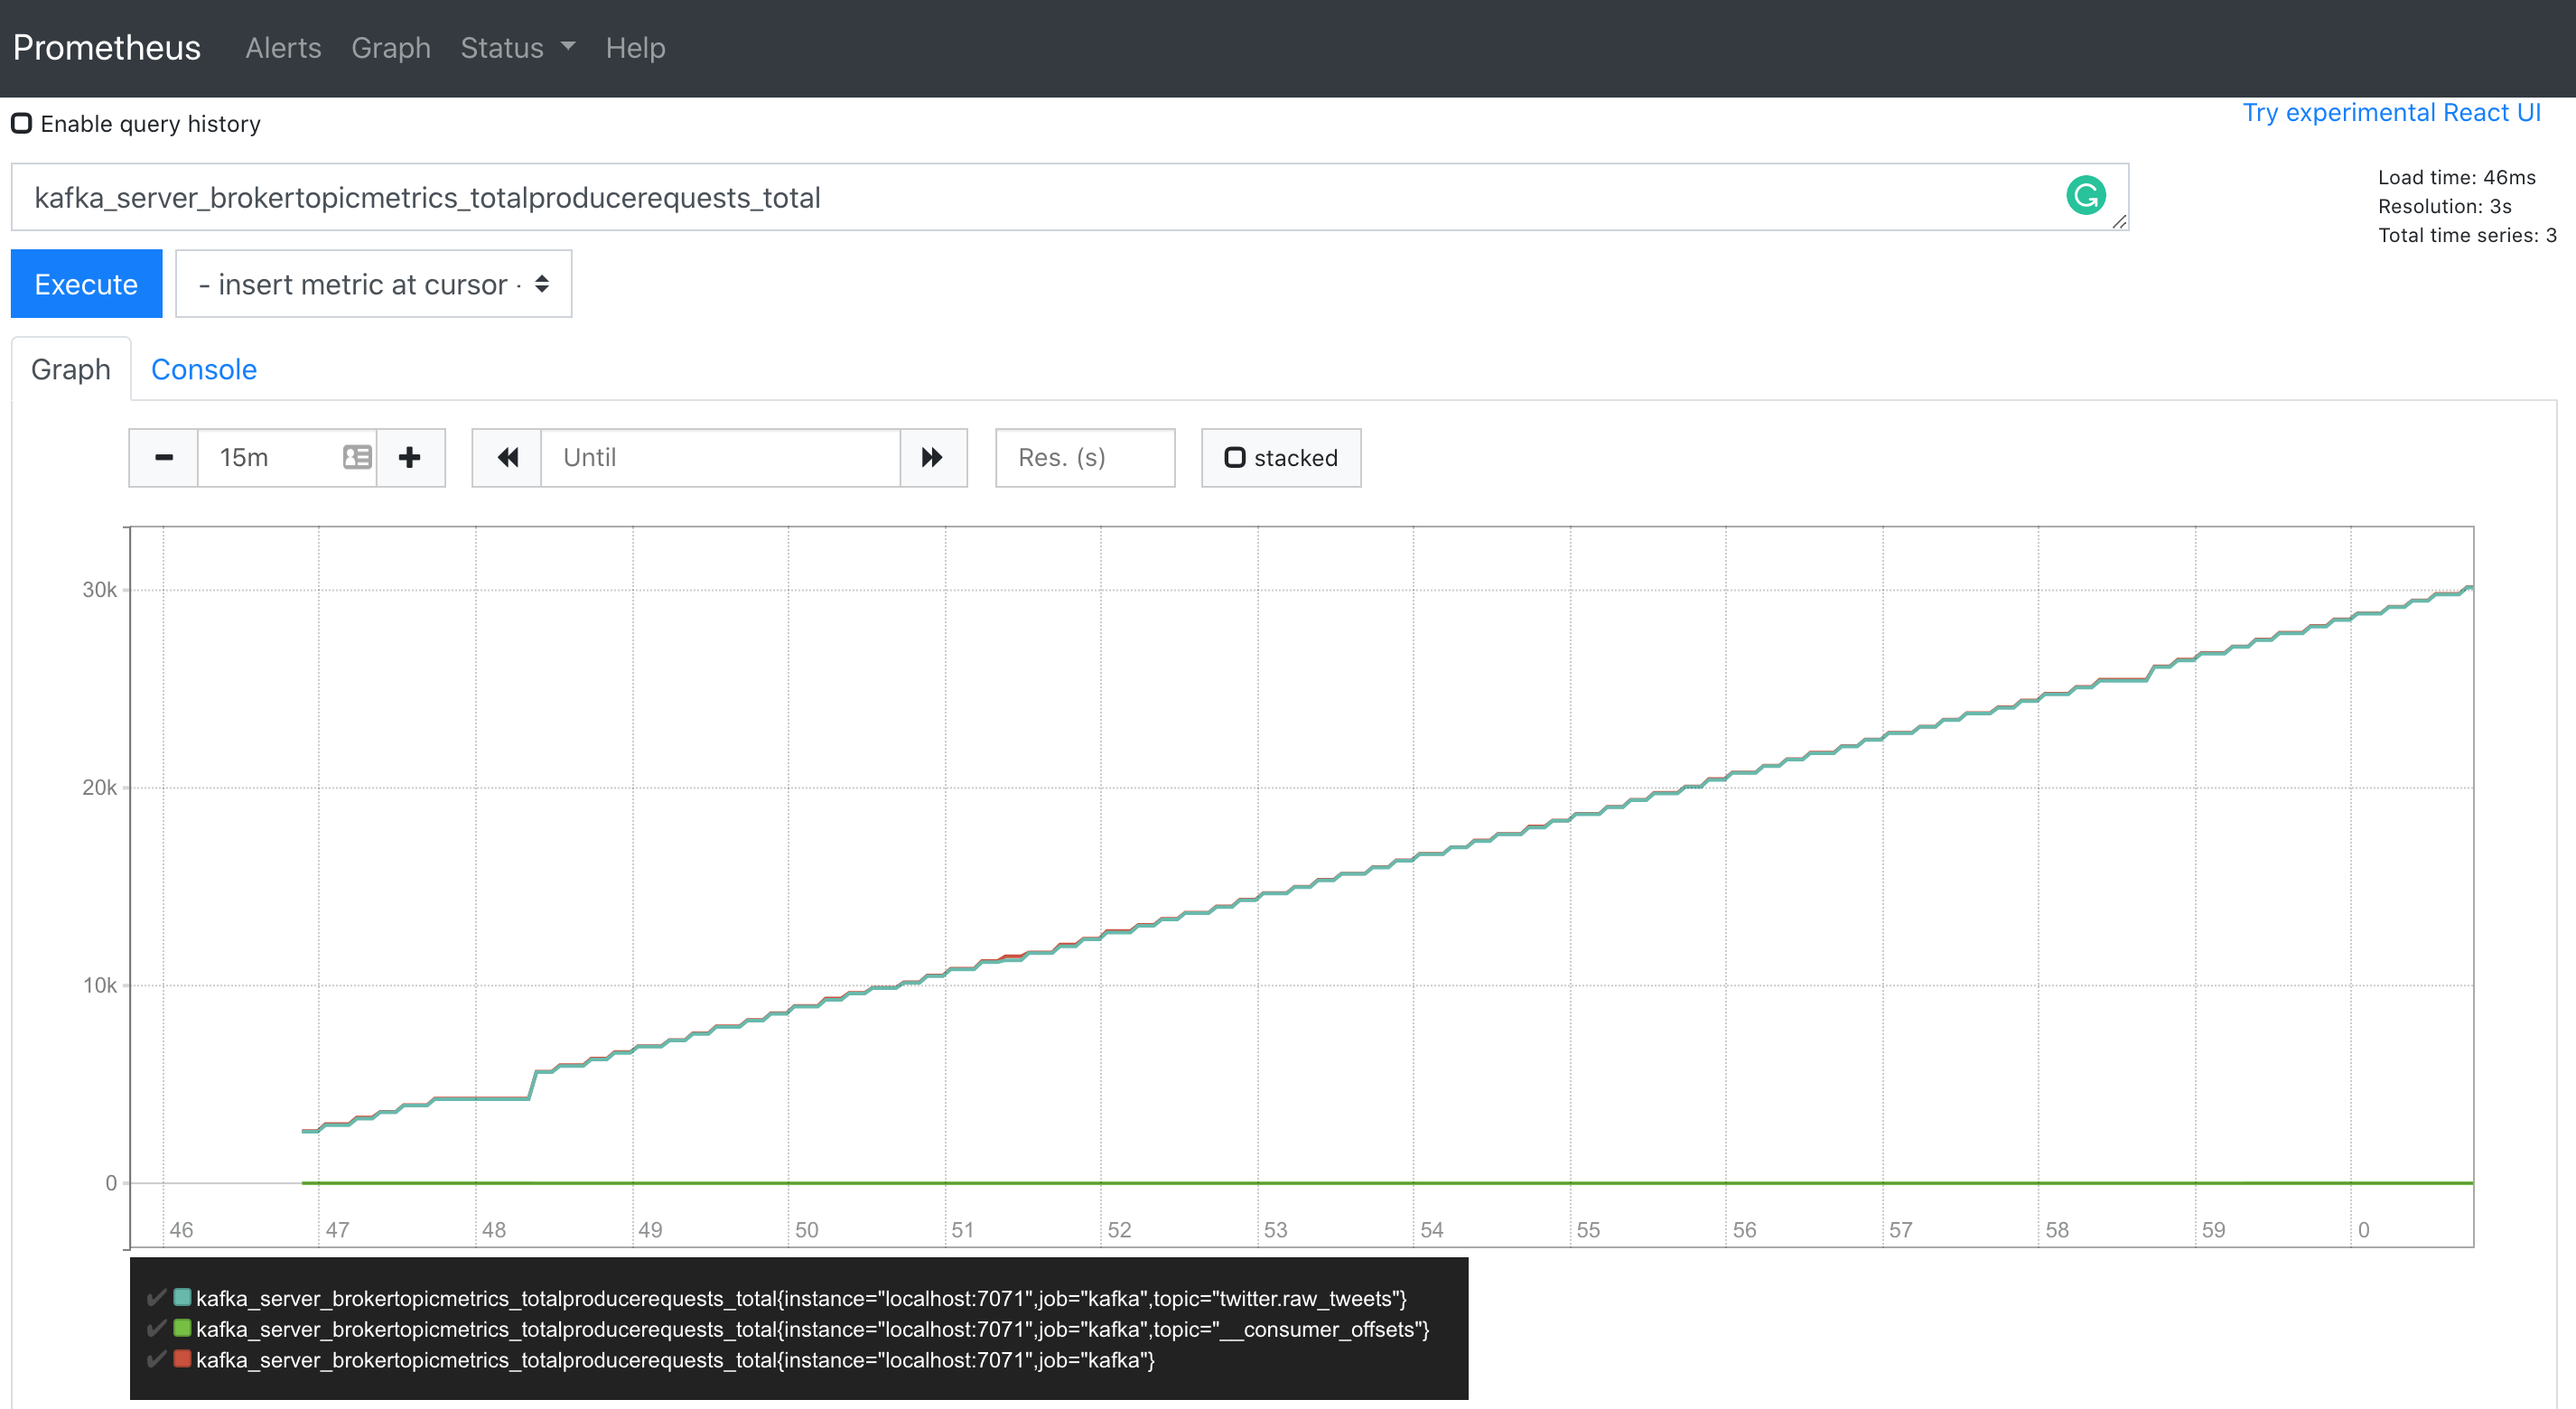 Prometheus Alerts Graph Status Help
Enable query history
Try experimental React UI
kafka_server_brokertopicmetrics_totalproducerequests_total
Load time: 46ms
Resolution: 3s
Total time series: 3
Execute
- insert metric at cursor -
Graph Console
15m
Until
Res. (s)
stacked
30k
20k
10k
0
46 47 48 49 50 51 52 53 54 55 56 57 58 59 0
kafka_server_brokertopicmetrics_totalproducerequests_total{instance="localhost:7071",job="kafka",topic="twitter.raw_tweets"}
kafka_server_brokertopicmetrics_totalproducerequests_total{instance="localhost:7071",job="kafka",topic="__consumer_offsets"}
kafka_server_brokertopicmetrics_totalproducerequests_total{instance="localhost:7071",job="kafka"}